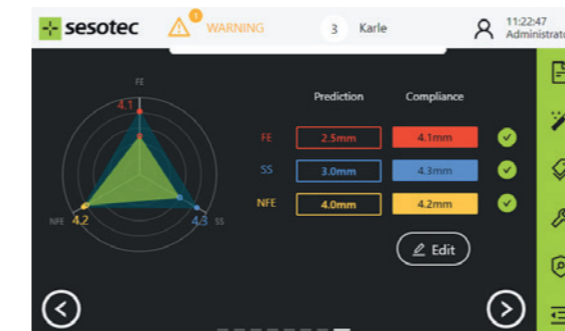 sesotec
WARNING
3 Karle
11:22:47
Administrato
FE
4.1
NFE 4.2
4.3 SS
Prediction Compliance
FE 2.5mm 4.1mm
SS 3.0mm 4.3mm
NFE 4.0mm 4.2mm
Edit